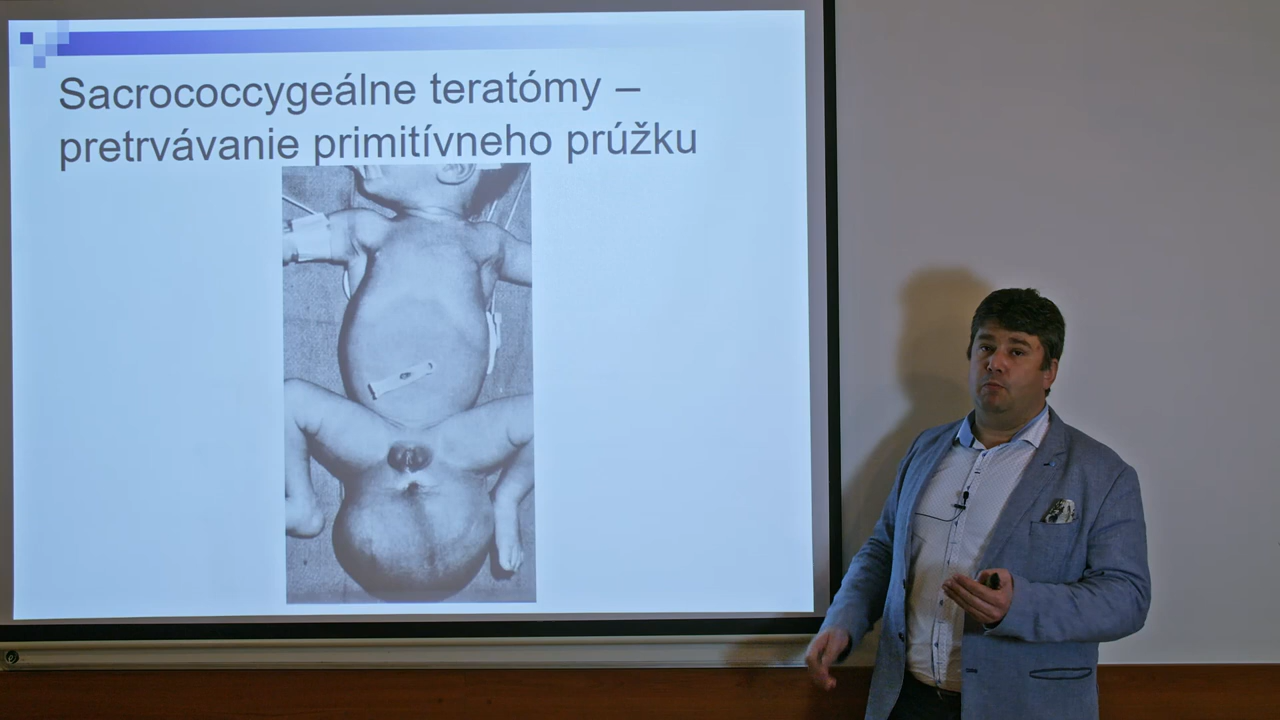 Sacrococcygeálne teratómy –
pretrvávanie primitívneho prúžku